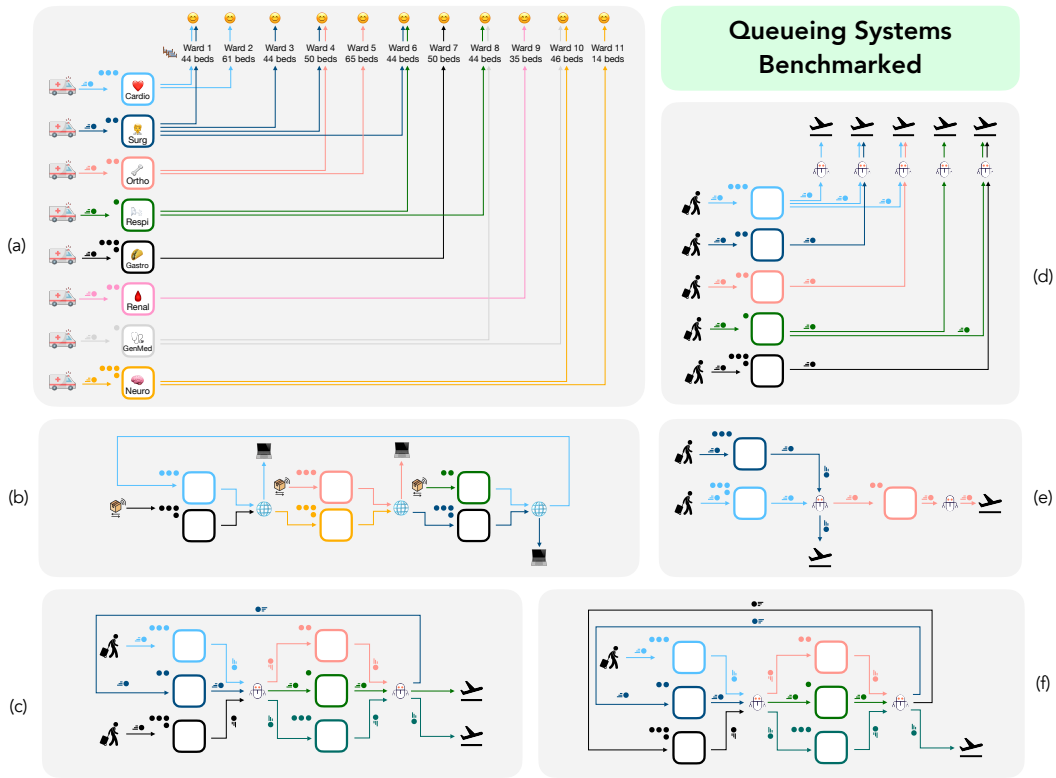 Queueing Systems
Benchmarked
Ward 1 Ward 2 Ward 3 Ward 4 Ward 5 Ward 6 Ward 7 Ward 8 Ward 9 Ward 10 Ward 11
44 beds 61 beds 44 beds 50 beds 65 beds 44 beds 50 beds 44 beds 35 beds 46 beds 14 beds
Cardio
Surg
Ortho
Respi
Gastro
Renal
GenMed
Neuro
(a)
(d)
(b)
(e)
(c)
(f)